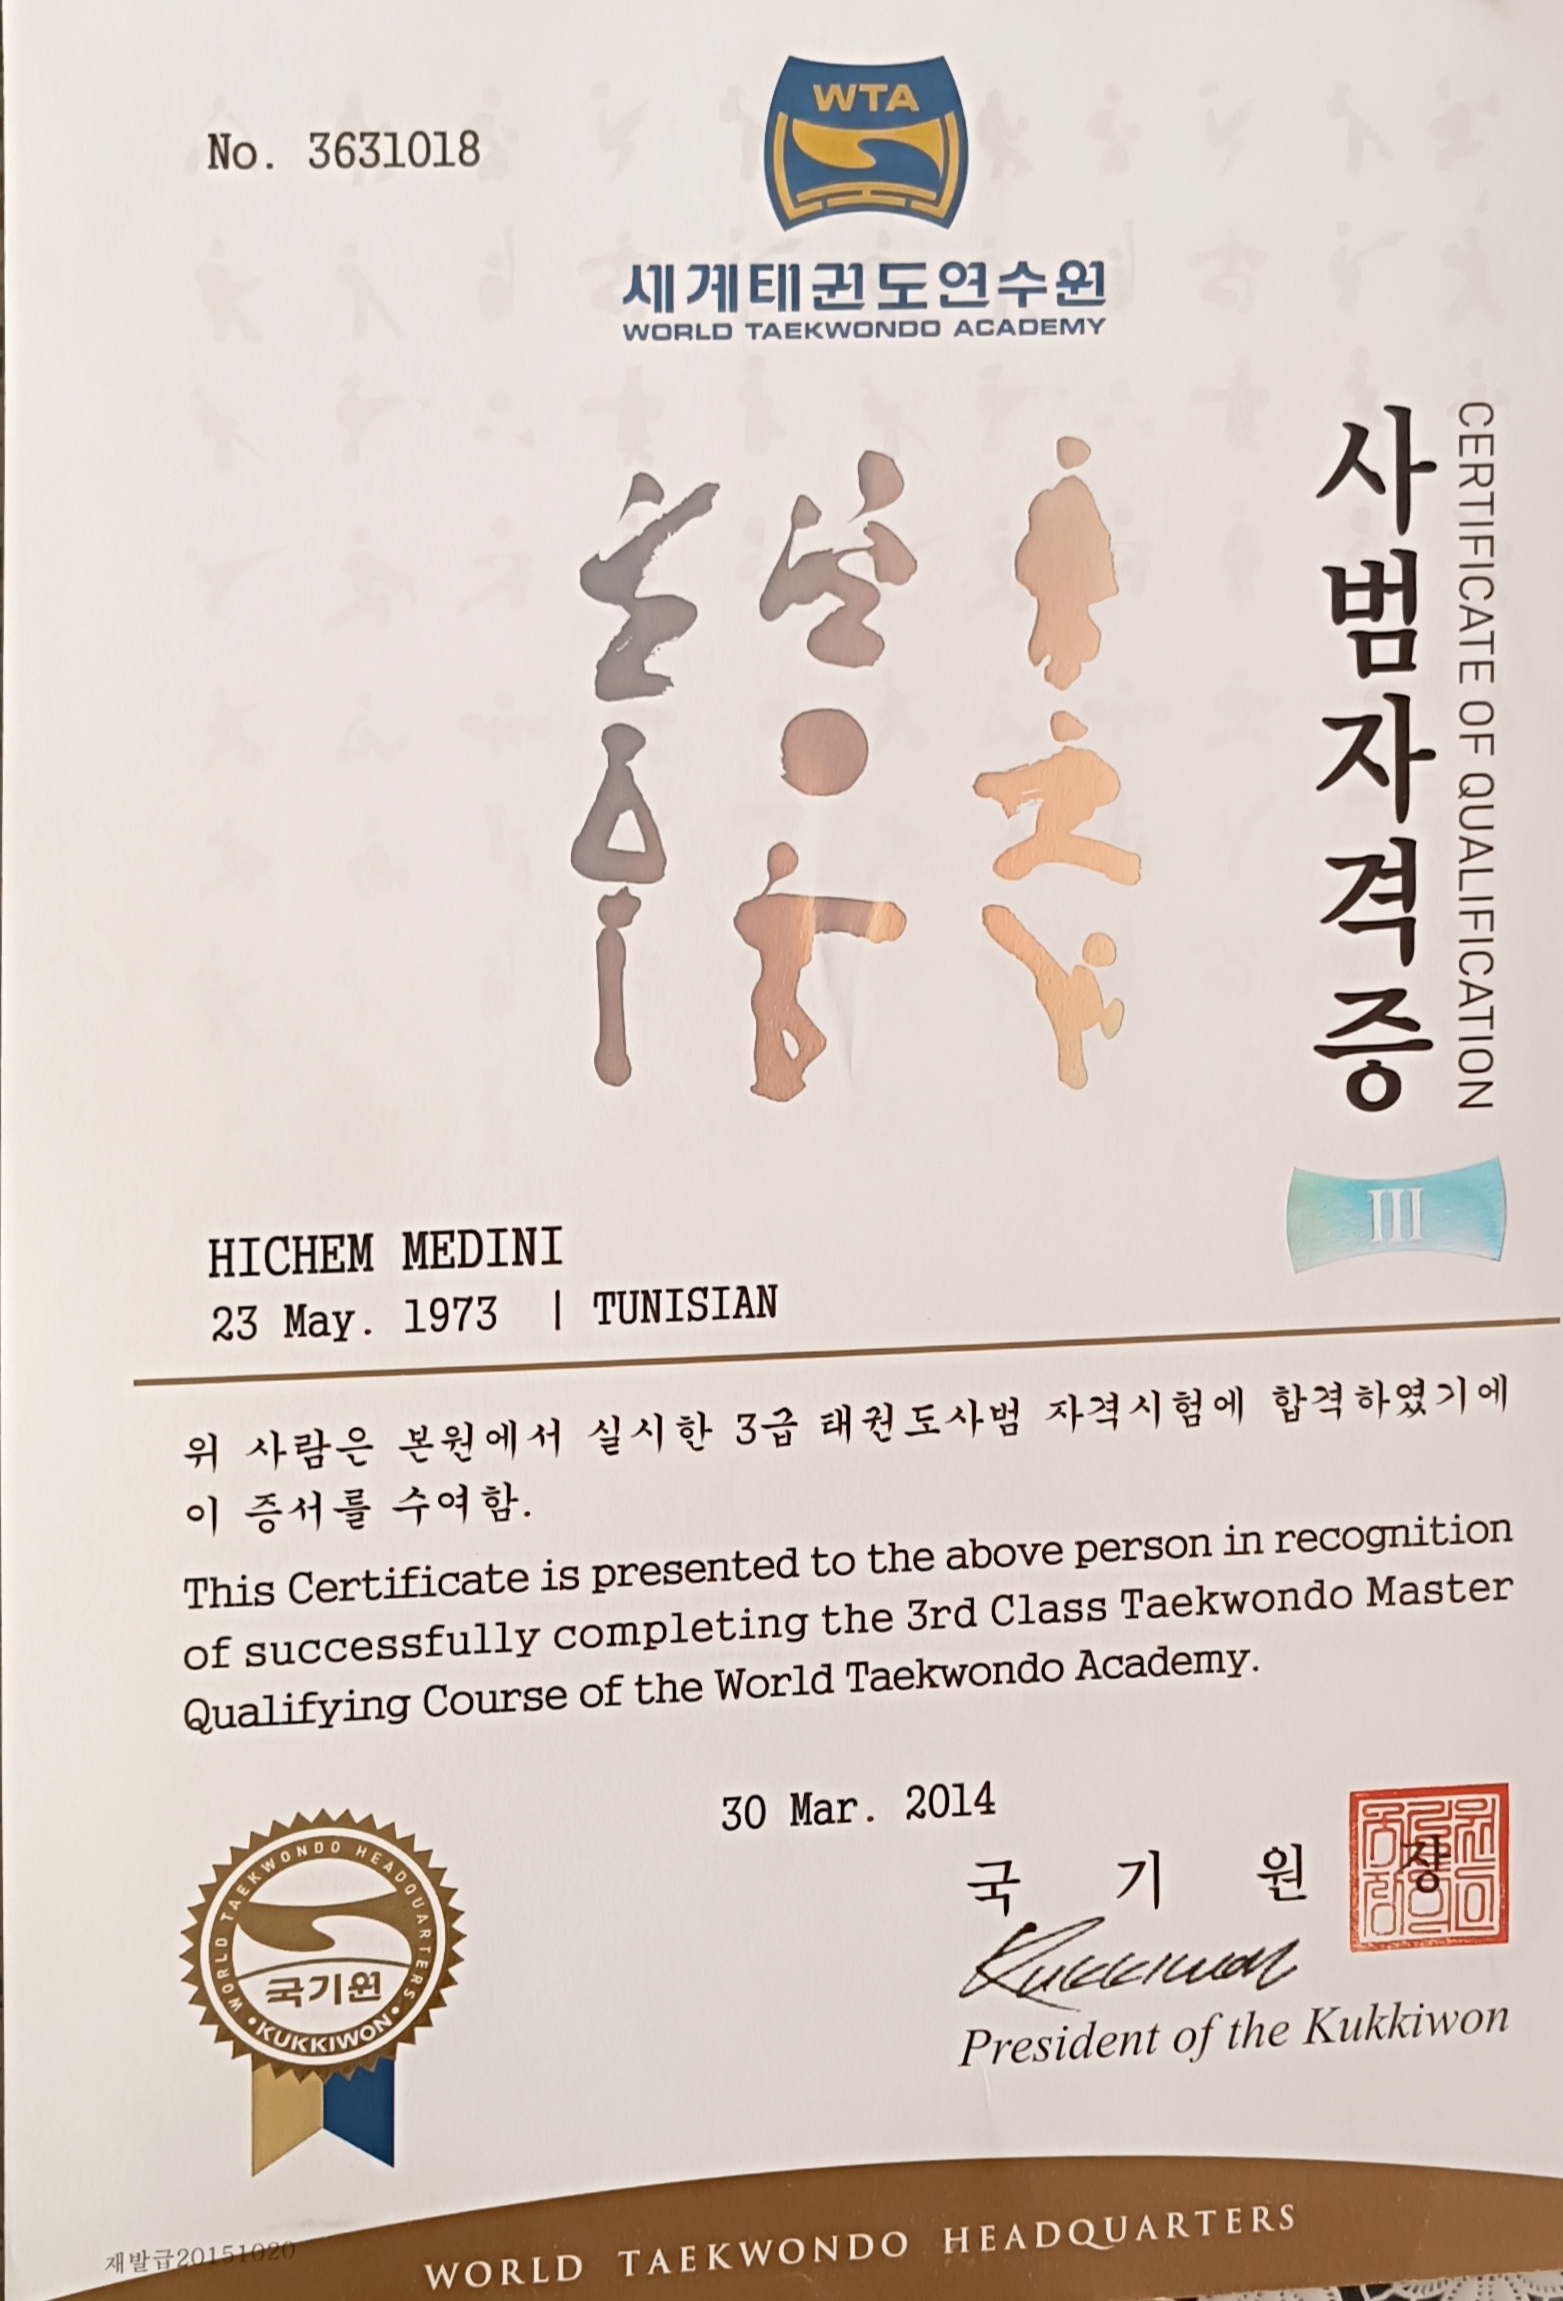 No. 3631018
WTA
세계태권도연수원
WORLD TAEKWONDO ACADEMY
사범자격증
CERTIFICATE OF QUALIFICATION
III
HICHEM MEDINI
23 May. 1973 | TUNISIAN
위 사람은 본원에서 실시한 3급 태권도사범 자격시험에 합격하였기에
이 증서를 수여함.
This Certificate is presented to the above person in recognition
of successfully completing the 3rd Class Taekwondo Master
Qualifying Course of the World Taekwondo Academy.
30 Mar. 2014
국 기 원 장
Kukkiwon
President of the Kukkiwon
WORLD TAEKWONDO HEADQUARTERS
국기원
•KUKKIWON•
재발급20151020
WORLD TAEKWONDO HEADQUARTERS